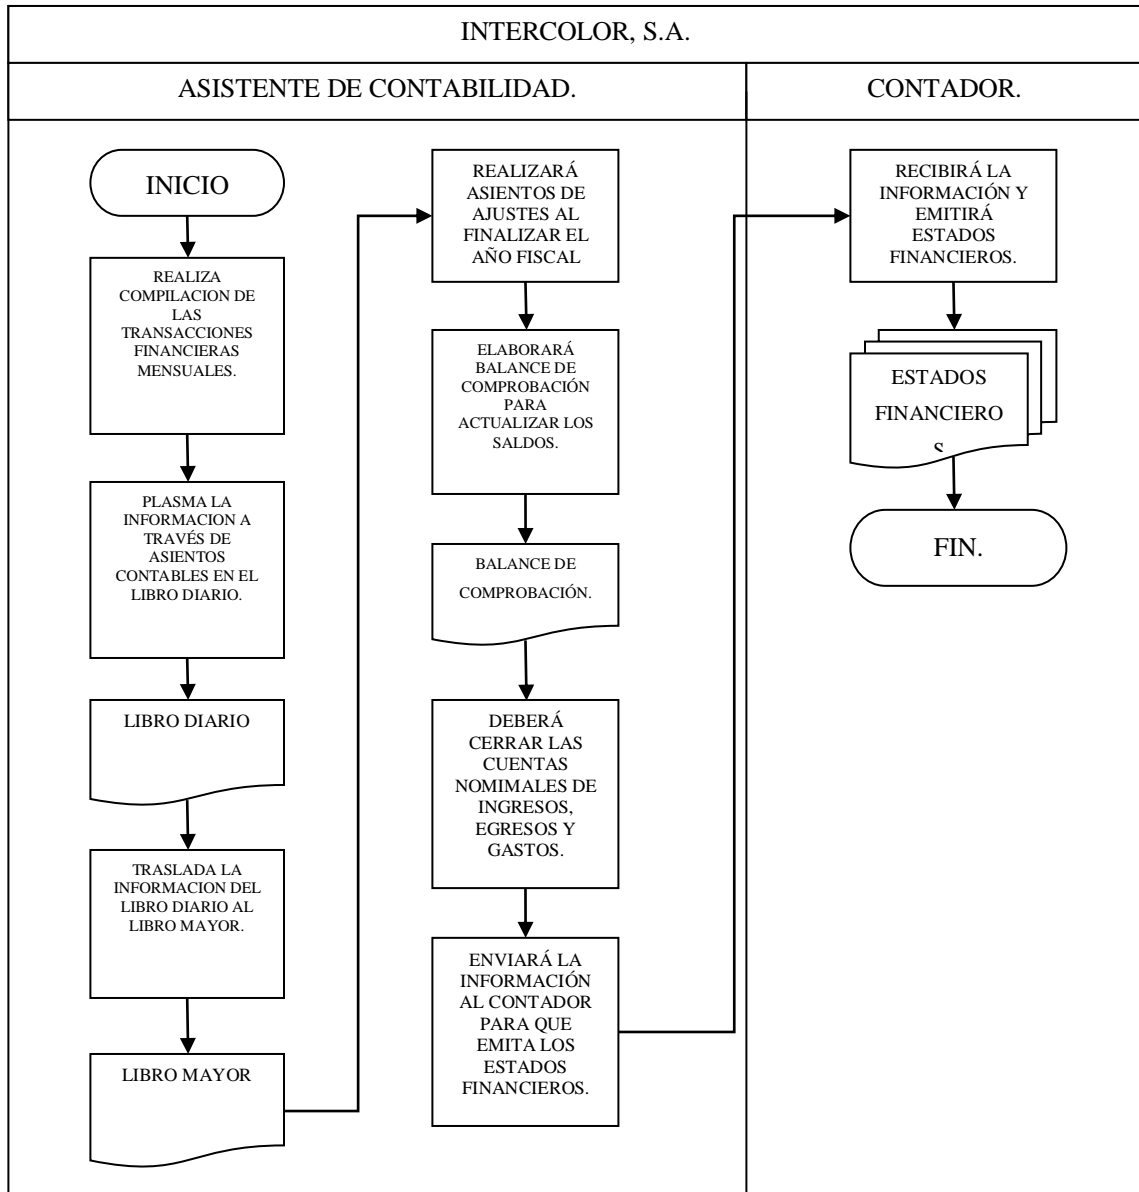 INTERCOLOR, S.A.
ASISTENTE DE CONTABILIDAD.
CONTADOR.
INICIO
REALIZA
COMPILACION DE
LAS
TRANSACCIONES
FINANCIERAS
MENSUALES.
PLASMA LA
INFORMACION A
TRAVÉS DE
ASIENTOS
CONTABLES EN EL
LIBRO DIARIO.
LIBRO DIARIO
TRASLADA LA
INFORMACION DEL
LIBRO DIARIO AL
LIBRO MAYOR.
LIBRO MAYOR
REALIZARÁ
ASIENTOS DE
AJUSTES AL
FINALIZAR EL
AÑO FISCAL
ELABORARÁ
BALANCE DE
COMPROBACIÓN
PARA
ACTUALIZAR LOS
SALDOS.
BALANCE DE
COMPROBACIÓN.
DEBERÁ
CERRAR LAS
CUENTAS
NOMIMALES DE
INGRESOS,
EGRESOS Y
GASTOS.
ENVIARÁ LA
INFORMACIÓN
AL CONTADOR
PARA QUE
EMITA LOS
ESTADOS
FINANCIEROS.
RECIBIRÁ LA
INFORMACIÓN Y
EMITIRÁ
ESTADOS
FINANCIEROS.
ESTADOS
FINANCIERO
S
FIN.